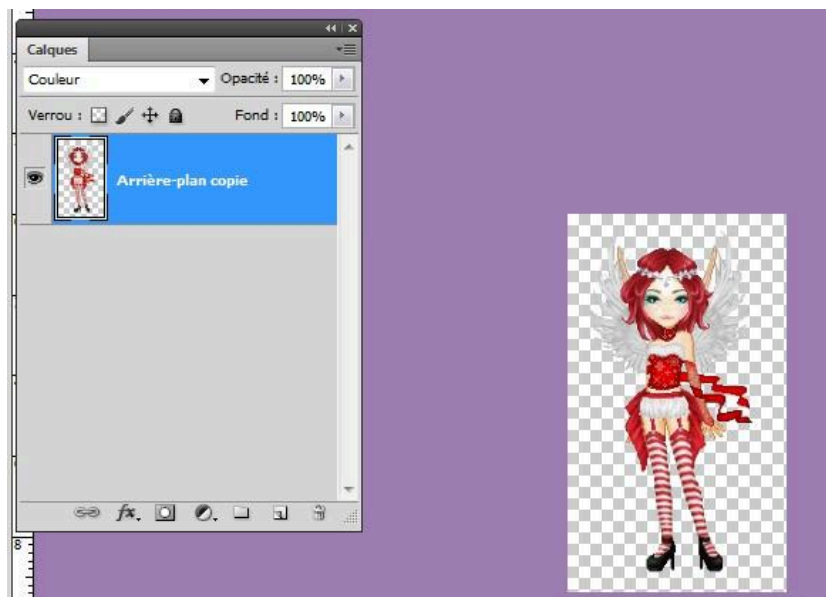 Calques
Couleur Opacité : 100%
Verrou : Fond : 100%
Arrière-plan copie
8